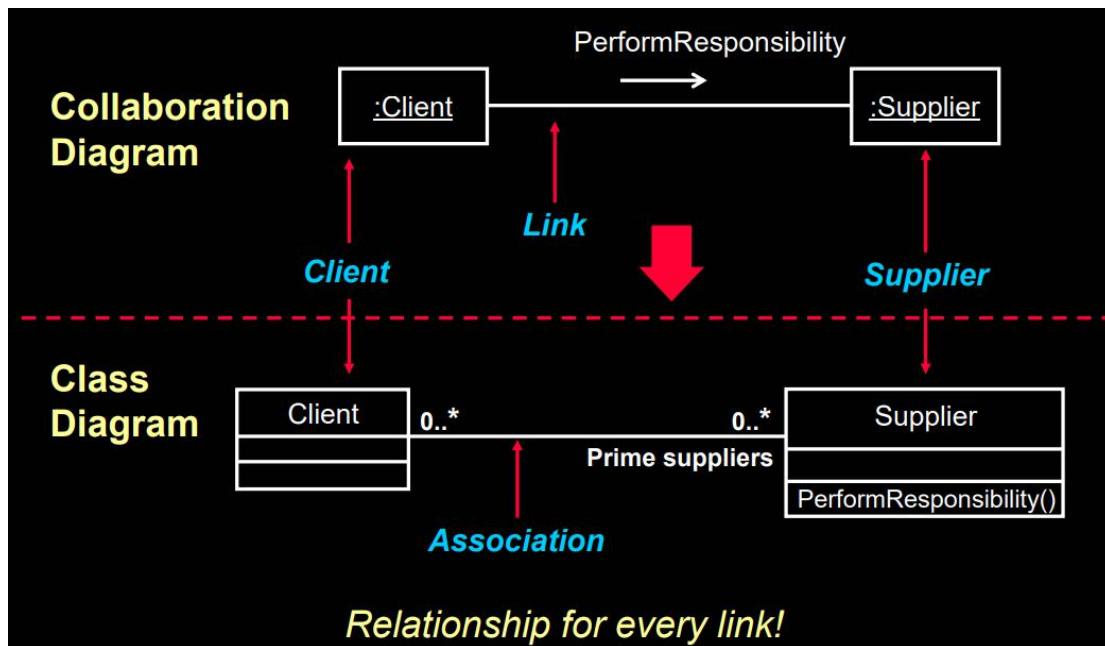 PerformResponsibility
Collaboration
Diagram
:Client
:Supplier
Link
Client
Supplier
Class
Diagram
Client
0..*
0..*
Supplier
Prime suppliers
PerformResponsibility()
Association
Relationship for every link!